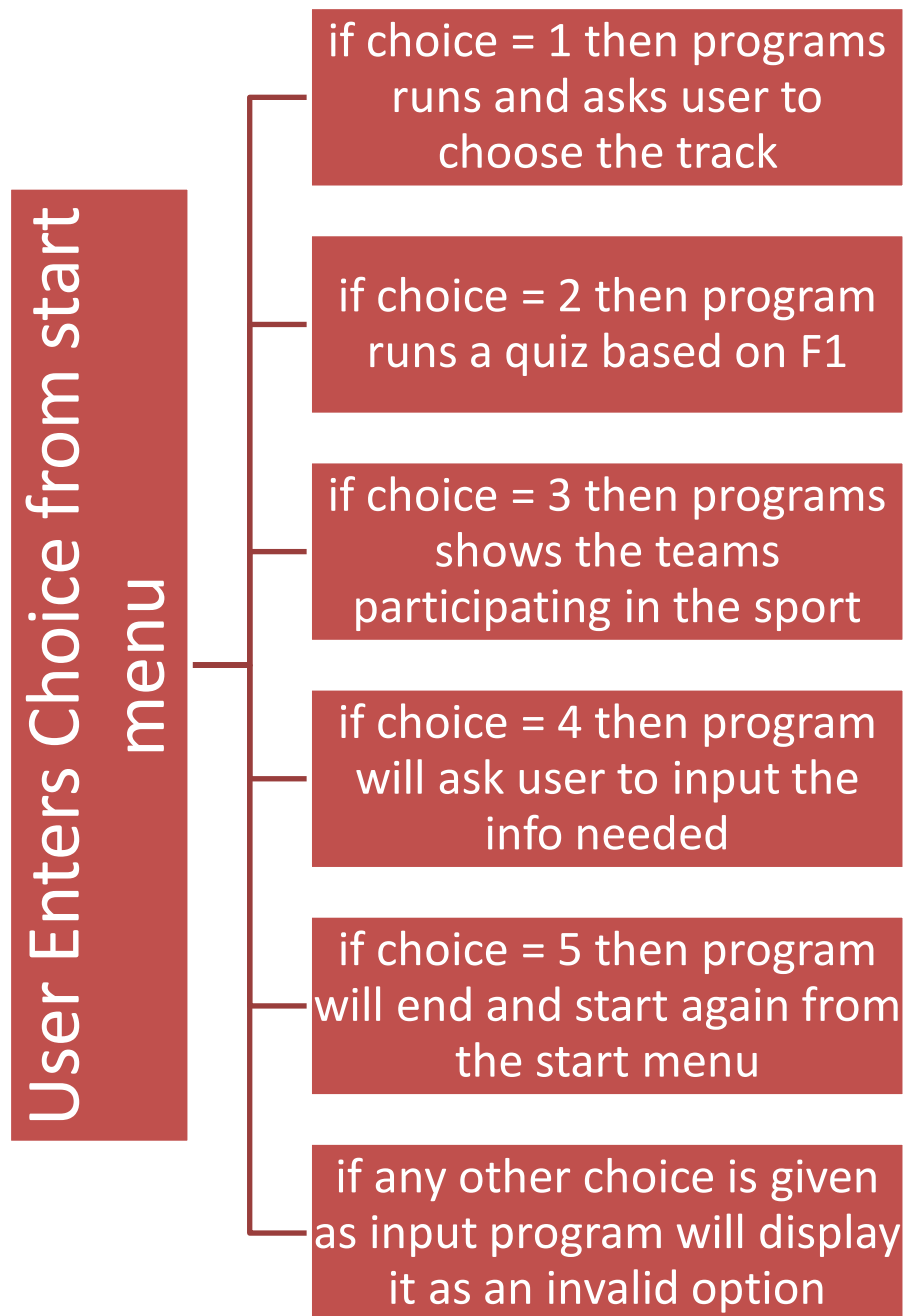 User Enters Choice from start
menu
if choice = 1 then programs
runs and asks user to
choose the track
if choice = 2 then program
runs a quiz based on F1
if choice = 3 then programs
shows the teams
participating in the sport
if choice = 4 then program
will ask user to input the
info needed
if choice = 5 then program
will end and start again from
the start menu
if any other choice is given
as input program will display
it as an invalid option